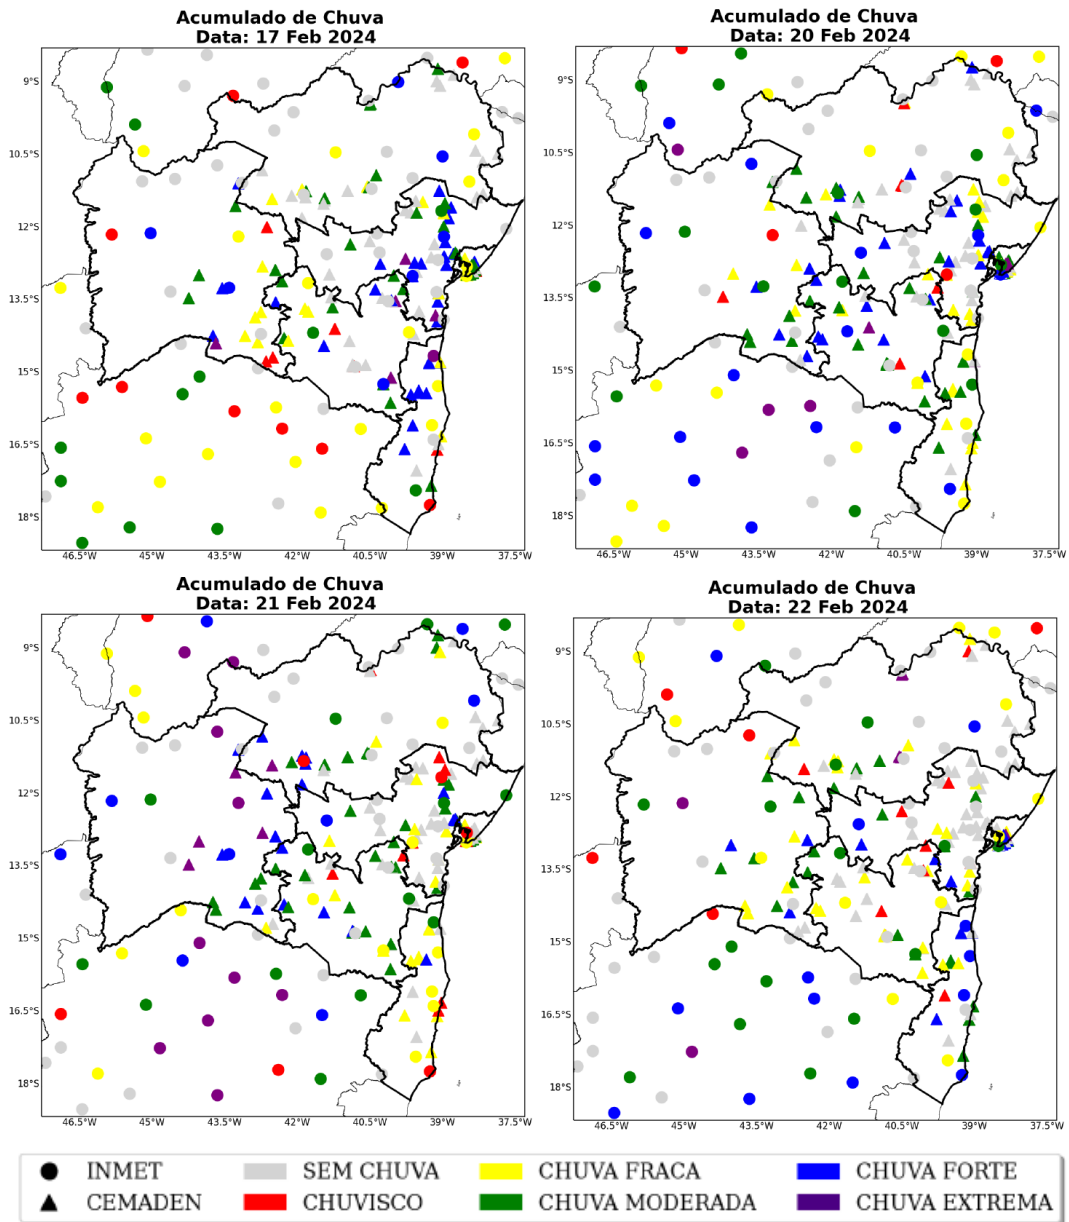 Acumulado de Chuva
Data: 17 Feb 2024
9°S
10.5°S
12°S
13.5°S
15°S
16.5°S
18°S
46.5°W 45°W 43.5°W 42°W 40.5°W 39°W 37.5°W
Acumulado de Chuva
Data: 20 Feb 2024
9°S
10.5°S
12°S
13.5°S
15°S
16.5°S
18°S
46.5°W 45°W 43.5°W 42°W 40.5°W 39°W 37.5°W
Acumulado de Chuva
Data: 21 Feb 2024
9°S
10.5°S
12°S
13.5°S
15°S
16.5°S
18°S
46.5°W 45°W 43.5°W 42°W 40.5°W 39°W 37.5°W
Acumulado de Chuva
Data: 22 Feb 2024
9°S
10.5°S
12°S
13.5°S
15°S
16.5°S
18°S
46.5°W 45°W 43.5°W 42°W 40.5°W 39°W 37.5°W
INMET SEM CHUVA CHUVA FRACA CHUVA FORTE
CEMADEN CHUVISCO CHUVA MODERADA CHUVA EXTREMA